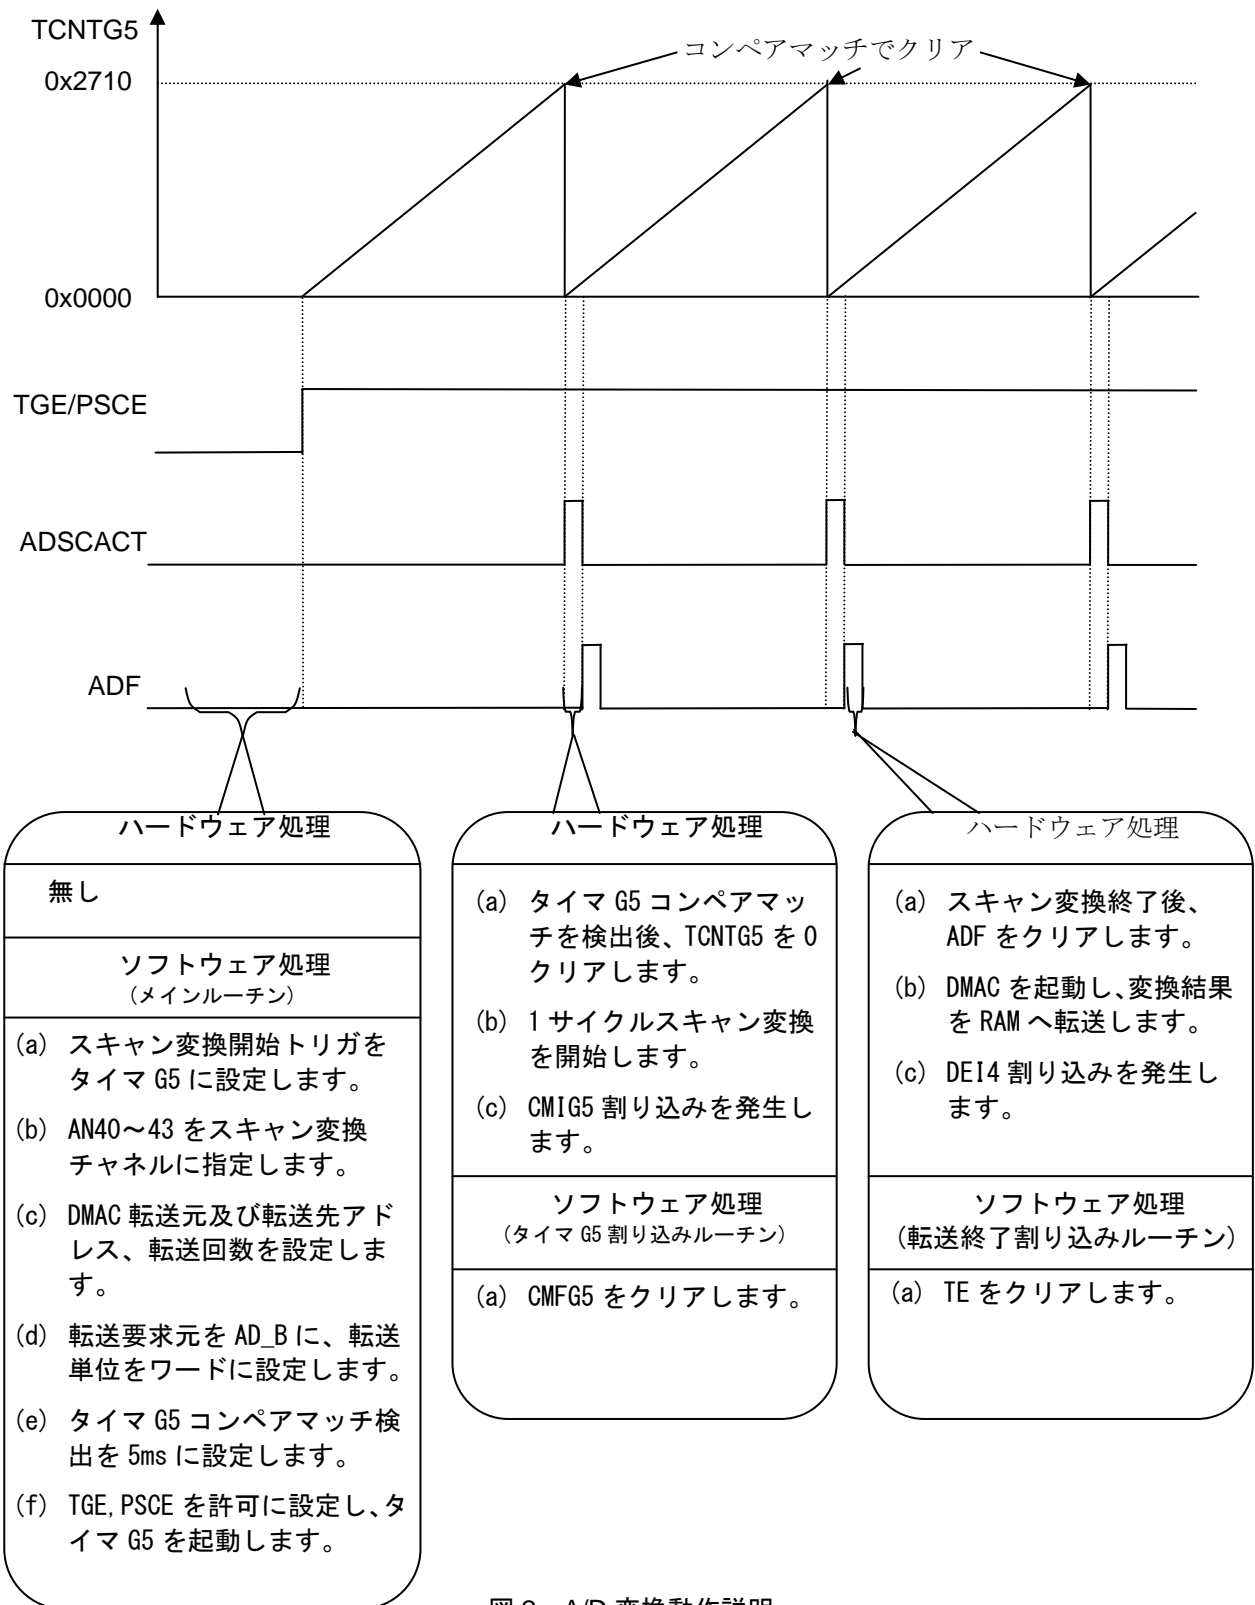 TCNTG5
コンペアマッチでクリア
0x2710
0x0000
TGE/PSCE
ADSCACT
ADF
ハードウェア処理
無し
ソフトウェア処理
(メインルーチン)
(a) スキャン変換開始トリガを
タイマ G5 に設定します。
(b) AN40～43 をスキャン変換
チャネルに指定します。
(c) DMAC 転送元及び転送先アド
レス、転送回数を設定しま
す。
(d) 転送要求元を AD_B に、転送
単位をワードに設定します。
(e) タイマ G5 コンペアマッチ検
出を 5ms に設定します。
(f) TGE,PSCE を許可に設定し、タ
イマ G5 を起動します。
ハードウェア処理
(a) タイマ G5 コンペアマッ
チを検出後、TCNTG5 を 0
クリアします。
(b) 1 サイクルスキャン変換
を開始します。
(c) CMIG5 割り込みを発生し
ます。
ソフトウェア処理
(タイマ G5 割り込みルーチン)
(a) CMFG5 をクリアします。
ハードウェア処理
(a) スキャン変換終了後、
ADF をクリアします。
(b) DMAC を起動し、変換結果
を RAM へ転送します。
(c) DEI4 割り込みを発生し
ます。
ソフトウェア処理
(転送終了割り込みルーチン)
(a) TE をクリアします。
A/D 変換動作説明